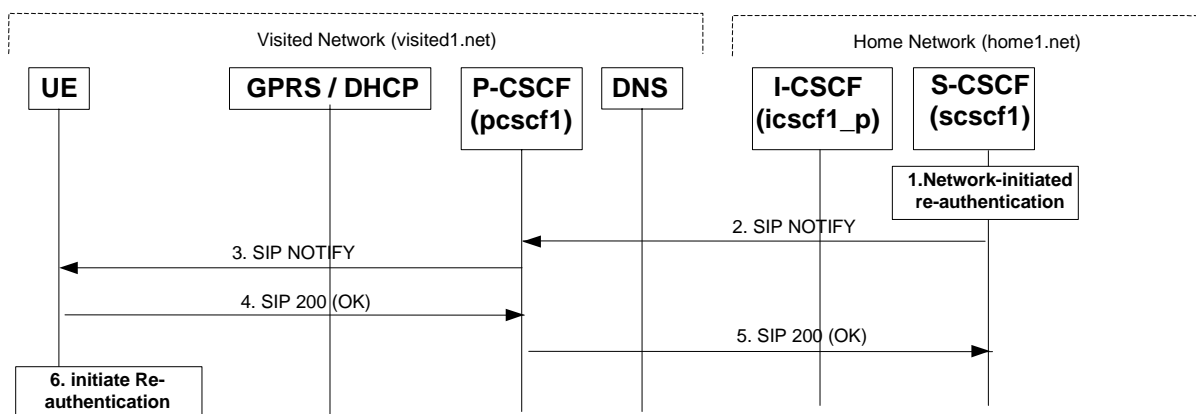 Visited Network (visited1.net)
Home Network (home1.net)
UE
GPRS / DHCP
P-CSCF
(pcscf1)
DNS
I-CSCF
(icscf1_p)
S-CSCF
(scscf1)
1.Network-initiated
re-authentication
2. SIP NOTIFY
3. SIP NOTIFY
4. SIP 200 (OK)
5. SIP 200 (OK)
6. initiate Re-
authentication